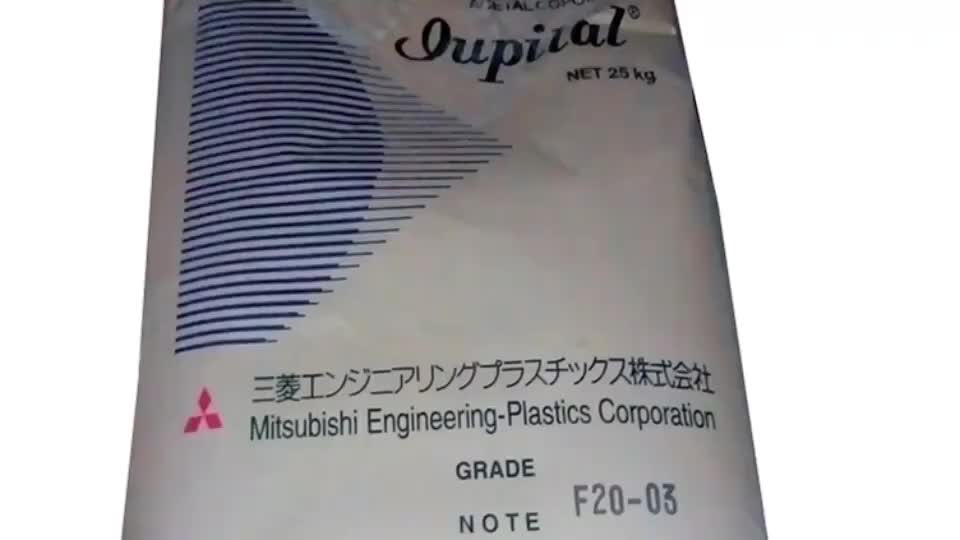 Iupital®
NET 25 kg
三菱エンジニアリングプラスチックス株式会社
Mitsubishi Engineering-Plastics Corporation
GRADE
F20-03
NOTE